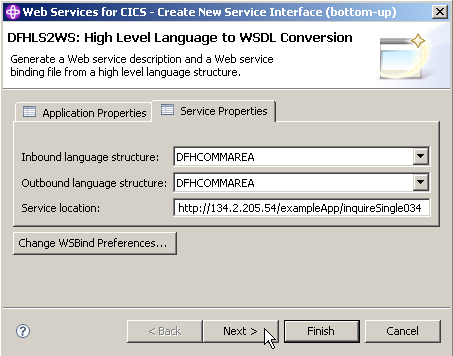 Web Services for CICS - Create New Service Interface (bottom-up)
DFHLS2WS: High Level Language to WSDL Conversion
Generate a Web service description and a Web service
binding file from a high level language structure.
Application Properties Service Properties
Inbound language structure: DFHCOMMAREA
Outbound language structure: DFHCOMMAREA
Service location: http://134.2.205.54/exampleApp/inquireSingle034
Change WSBind Preferences...
? < Back Next > Finish Cancel